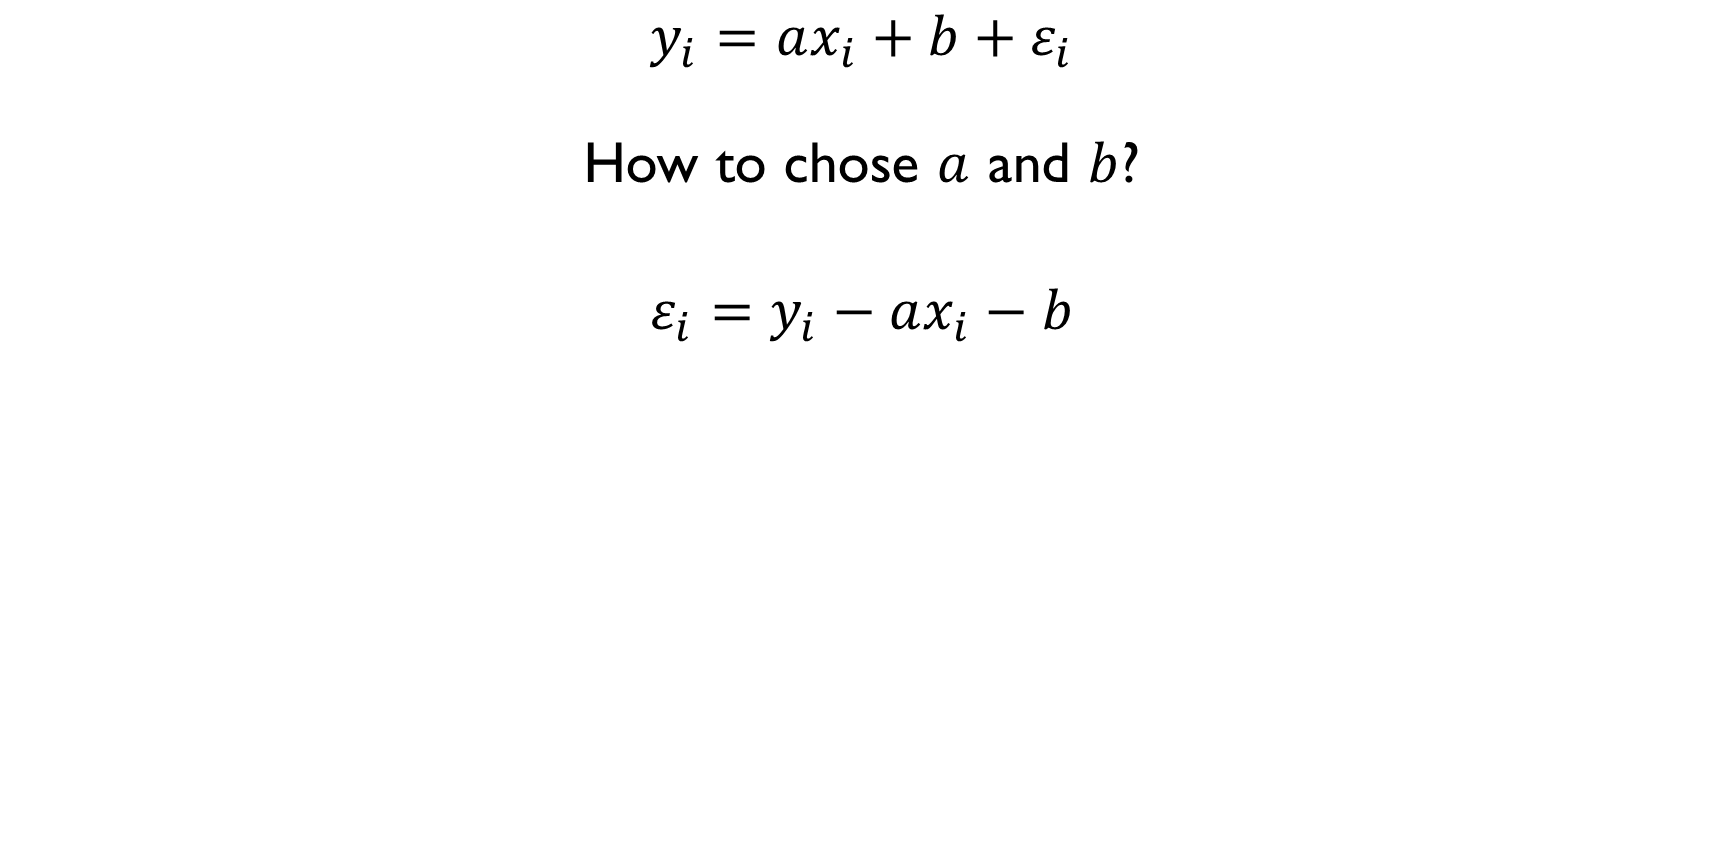 yᵢ = axᵢ + b + εᵢ
How to chose a and b?
εᵢ = yᵢ − axᵢ − b